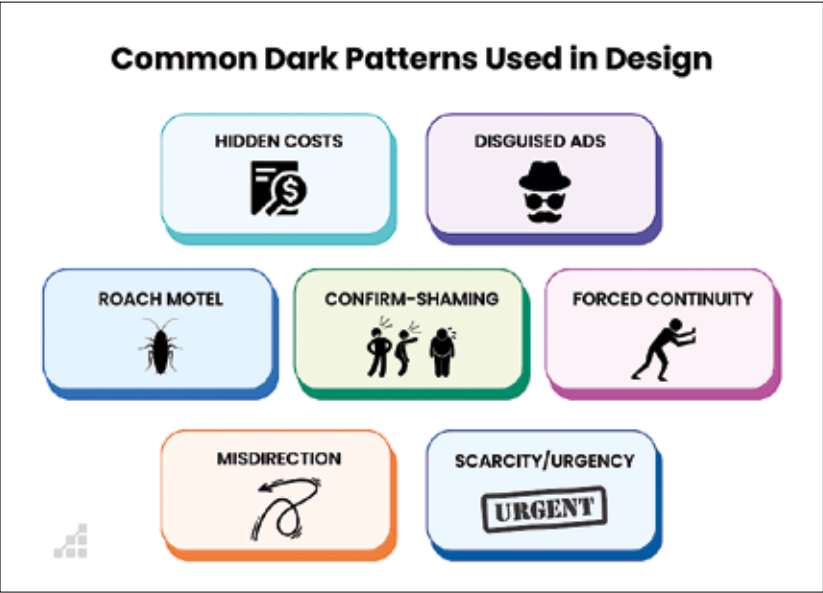 Common Dark Patterns Used in Design
HIDDEN COSTS
DISGUISED ADS
ROACH MOTEL
CONFIRM-SHAMING
FORCED CONTINUITY
MISDIRECTION
SCARCITY/URGENCY
URGENT